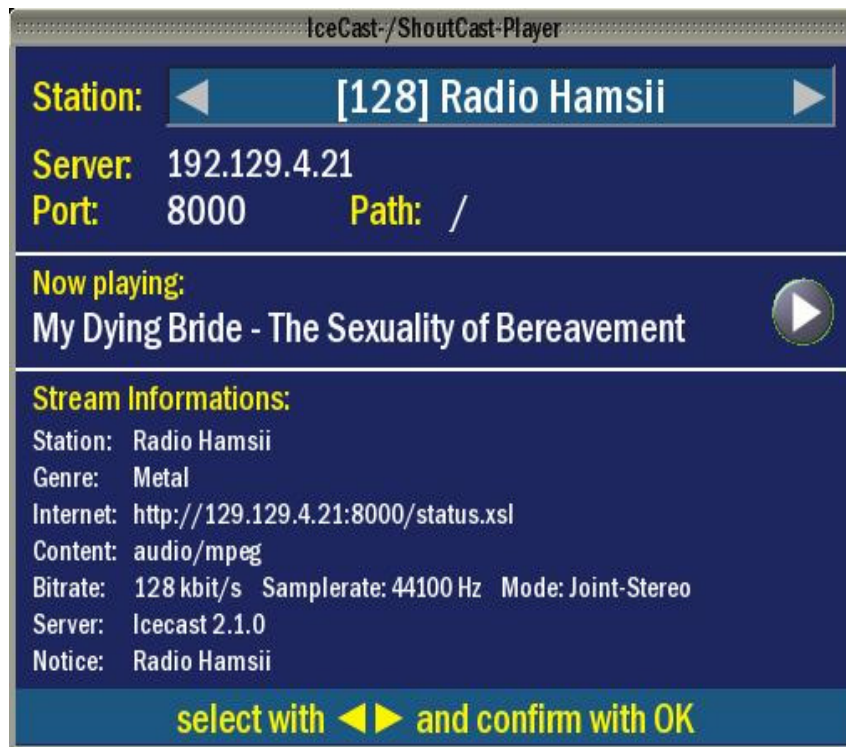 IceCast-/ShoutCast-Player
Station: [128] Radio Hamsii
Server: 192.129.4.21
Port: 8000 Path: /
Now playing:
My Dying Bride - The Sexuality of Bereavement
Stream Informations:
Station: Radio Hamsii
Genre: Metal
Internet: http://129.129.4.21:8000/status.xsl
Content: audio/mpeg
Bitrate: 128 kbit/s Samplerate: 44100 Hz Mode: Joint-Stereo
Server: Icecast 2.1.0
Notice: Radio Hamsii
select with ◀▶ and confirm with OK